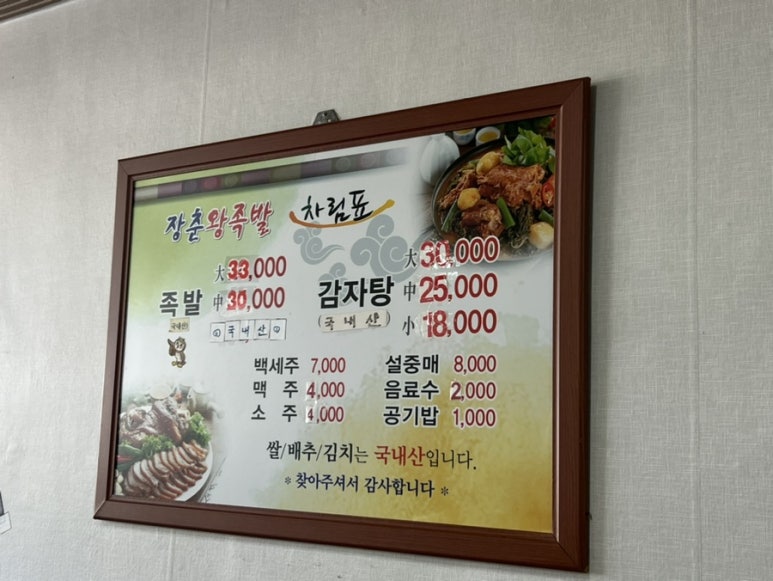 장춘왕족발 차림표
족발
大 33,000
中 30,000
국내산
국내산
감자탕
大 30,000
中 25,000
小 18,000
(국내산)
백세주 7,000 설중매 8,000
맥주 4,000 음료수 2,000
소주 4,000 공기밥 1,000
쌀/배추/김치는 국내산입니다.
* 찾아주셔서 감사합니다 *